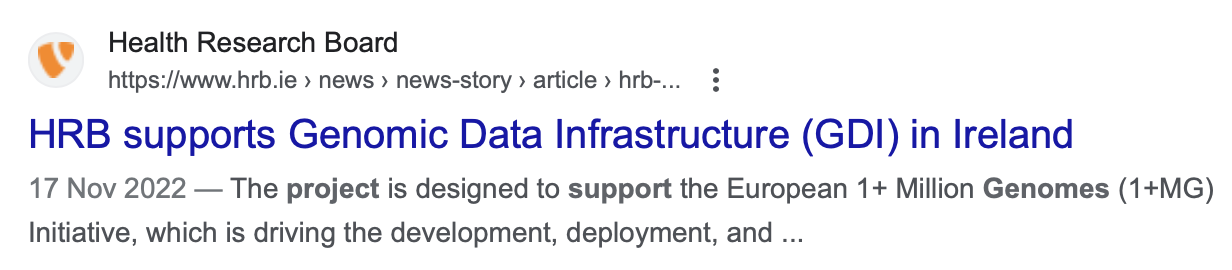 Health Research Board
https://www.hrb.ie › news › news-story › article › hrb-...
HRB supports Genomic Data Infrastructure (GDI) in Ireland
17 Nov 2022 — The project is designed to support the European 1+ Million Genomes (1+MG)
Initiative, which is driving the development, deployment, and ...